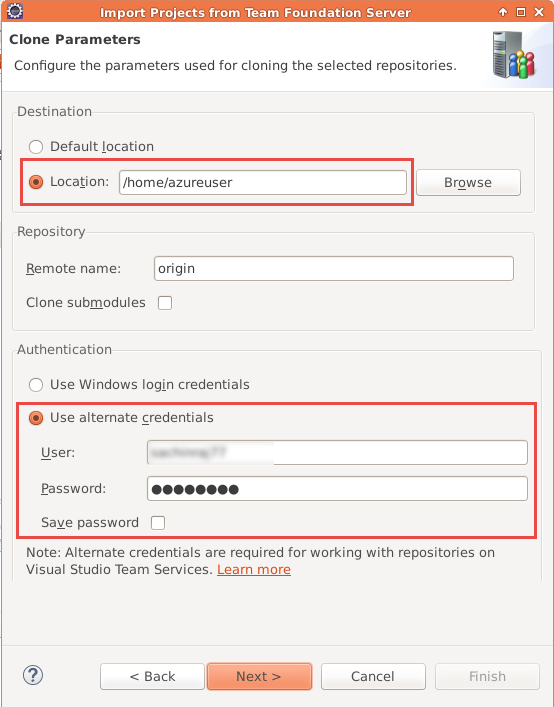 Import Projects from Team Foundation Server
Clone Parameters
Configure the parameters used for cloning the selected repositories.
Destination
Default location
Location:
/home/azureuser
Browse
Repository
Remote name:
origin
Clone submodules
Authentication
Use Windows login credentials
Use alternate credentials
User:
Password:
●●●●●●●●
Save password
Note: Alternate credentials are required for working with repositories on
Visual Studio Team Services. Learn more
?
< Back
Next >
Cancel
Finish